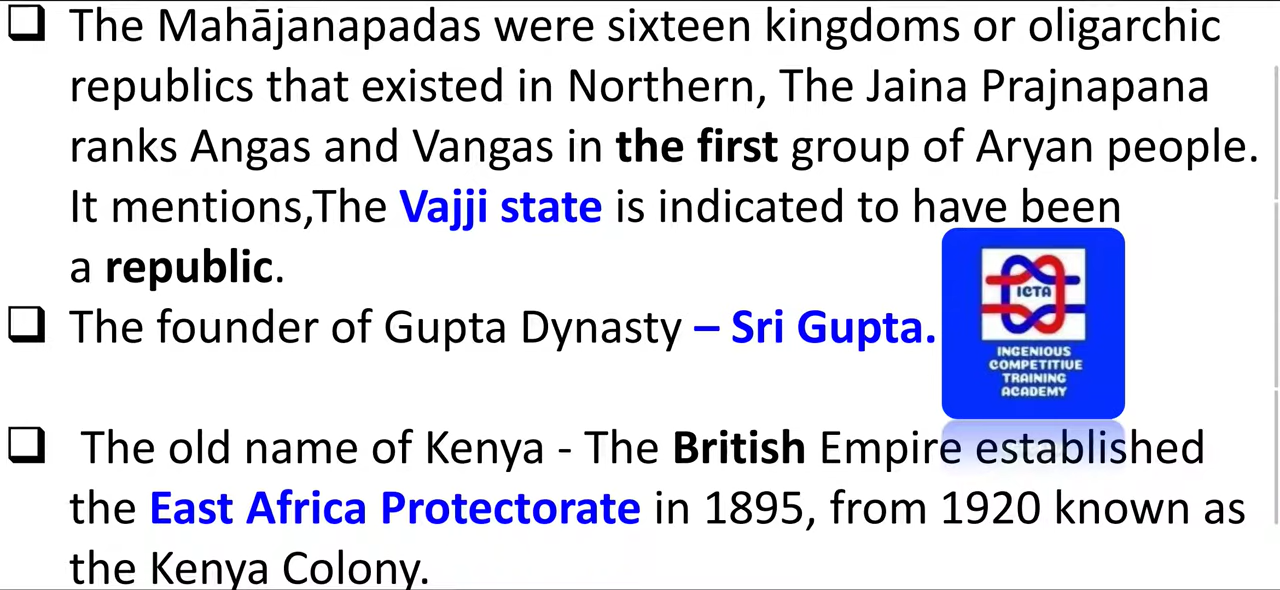 The Mahājanapadas were sixteen kingdoms or oligarchic
republics that existed in Northern, The Jaina Prajnapana
ranks Angas and Vangas in the first group of Aryan people.
It mentions,The Vajji state is indicated to have been
a republic.
The founder of Gupta Dynasty – Sri Gupta.
ICTA
INGENIOUS
COMPETITIVE
TRAINING
ACADEMY
The old name of Kenya - The British Empire established
the East Africa Protectorate in 1895, from 1920 known as
the Kenya Colony.